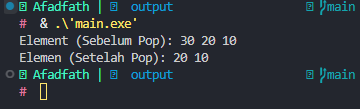 Afadfath | output main
# & .\'main.exe'
Element (Sebelum Pop): 30 20 10
Elemen (Setelah Pop): 20 10
Afadfath | output main
#